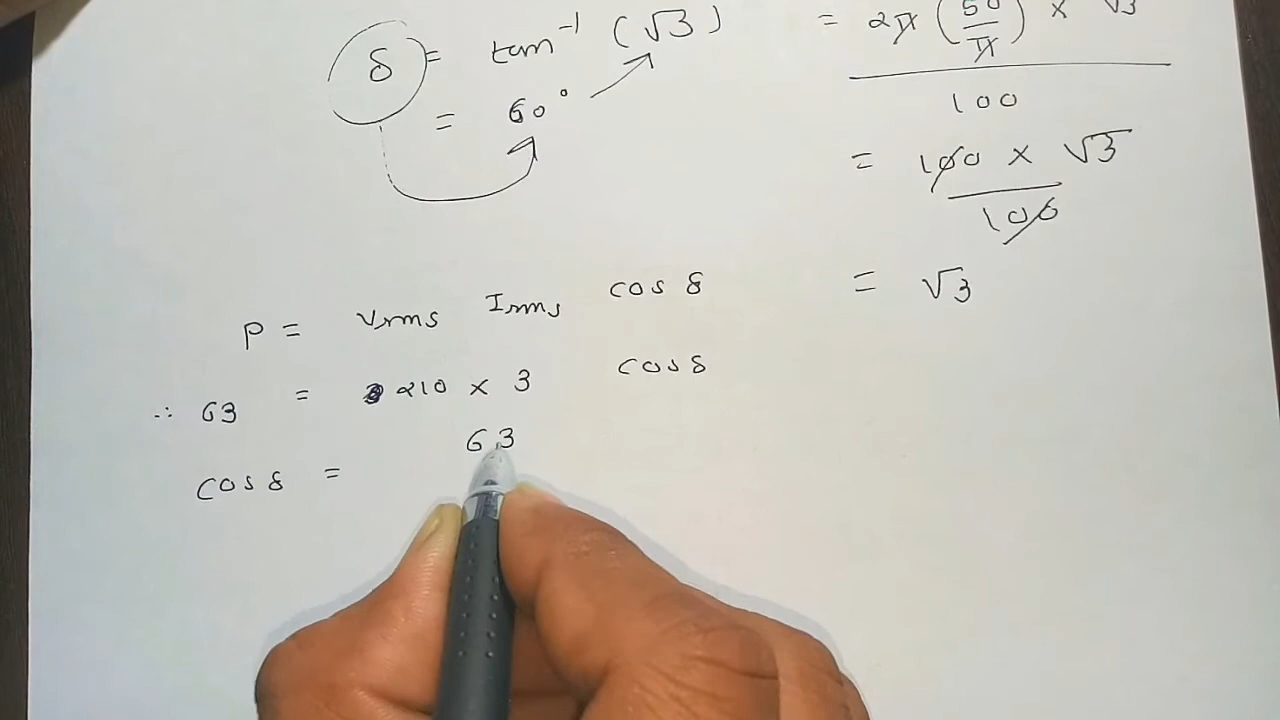 δ = tan⁻¹ (√3)
= 60°
= 2π (50/π) × √3
100
= 100 × √3
100
= √3
P = Vrms Irms cos δ
∴ 63 = 210 × 3 cos δ
cos δ = 63